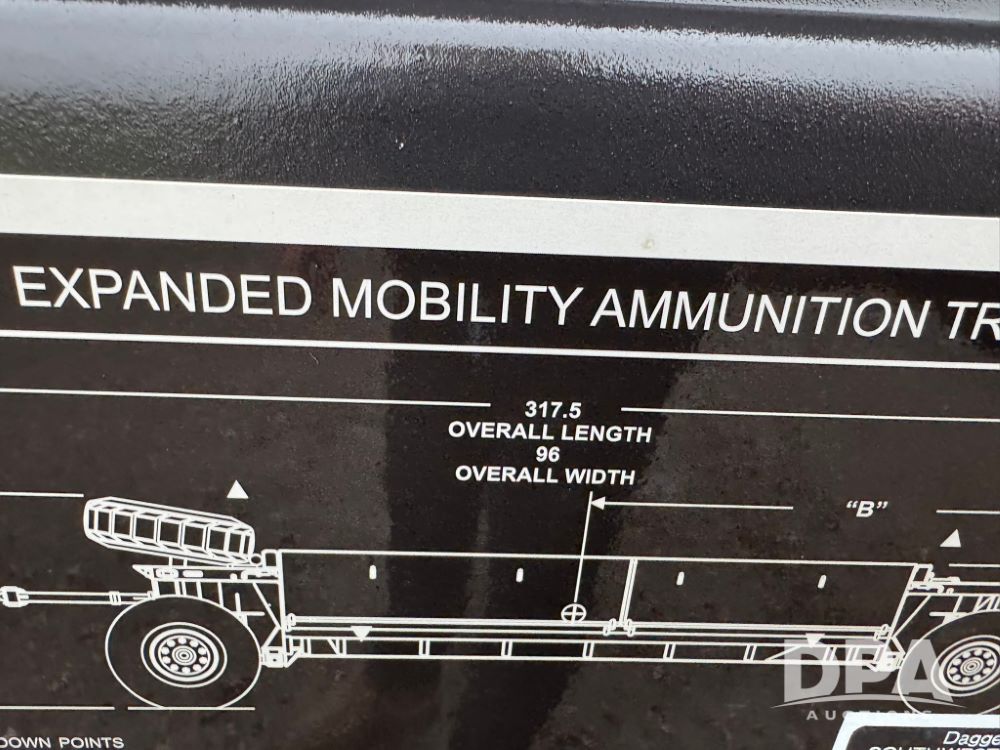 EXPANDED MOBILITY AMMUNITION TR
317.5
OVERALL LENGTH
96
OVERALL WIDTH
“B”
DPA
AUCTIONS
DOWN POINTS
Dagge